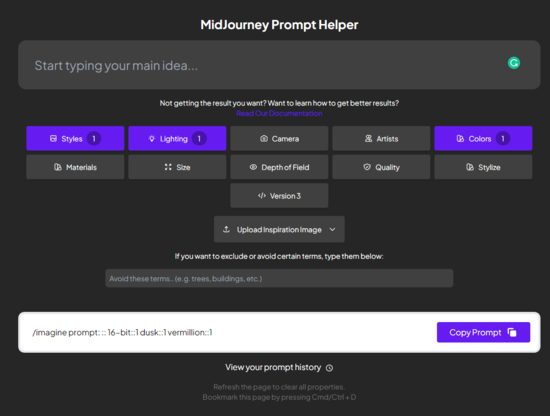 MidJourney Prompt Helper
Start typing your main idea...
Not getting the result you want? Want to learn how to get better results?
Read Our Documentation
Styles 1 Lighting 1 Camera Artists Colors 1
Materials Size Depth of Field Quality Stylize
Version 3
Upload Inspiration Image
If you want to exclude or avoid certain terms, type them below:
Avoid these terms.. (e.g. trees, buildings, etc.)
/imagine prompt: :: 16-bit::1 dusk::1 vermillion::1 Copy Prompt
View your prompt history
Refresh the page to clear all properties.
Bookmark this page by pressing Cmd/Ctrl + D